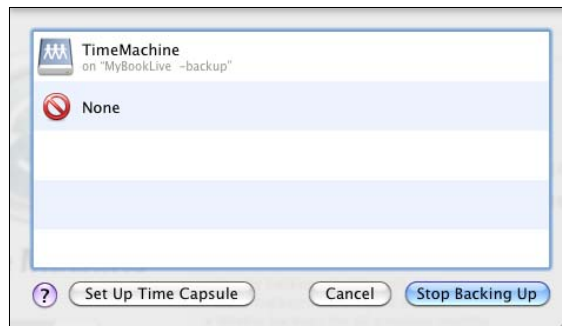 TimeMachine
on "MyBookLive -backup"
None
? Set Up Time Capsule Cancel Stop Backing Up